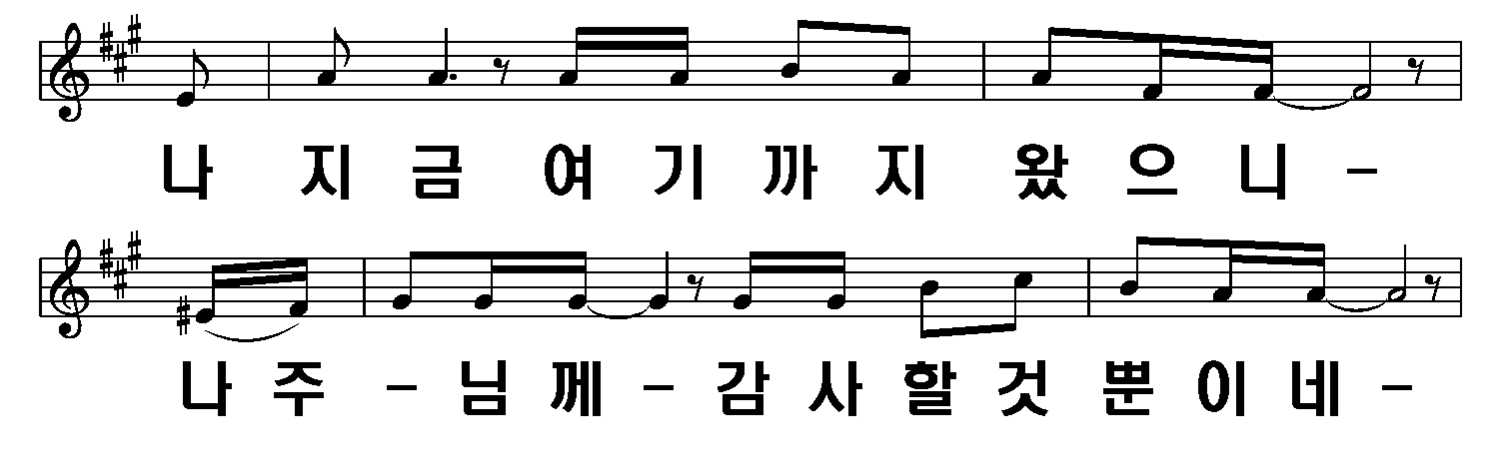 나 지 금 여 기 까 지 왔 으 니 -
나 주 - 님 께 - 감 사 할 것 뿐 이 네 -